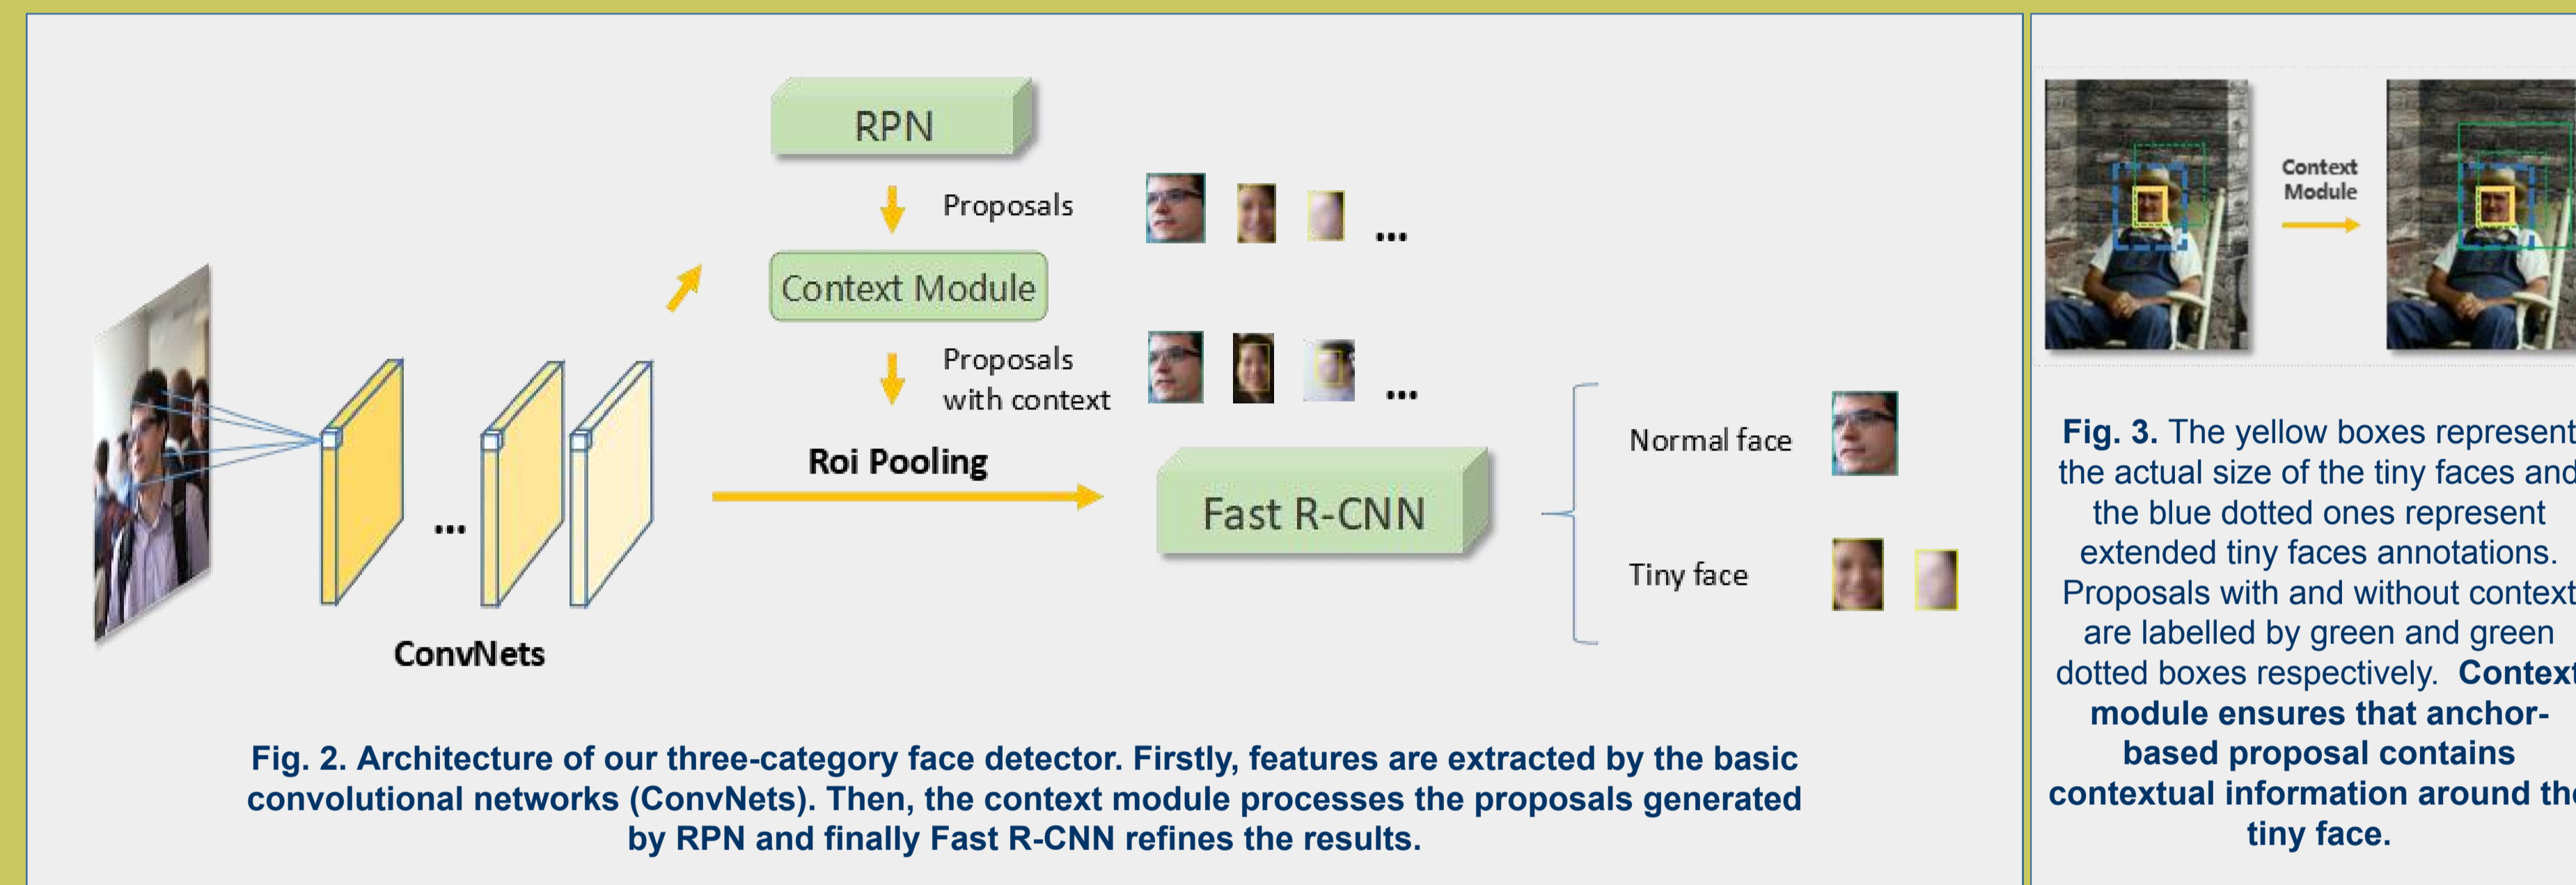 RPN
Proposals
...
Context Module
Proposals
with context
...
Roi Pooling
...
ConvNets
Fast R-CNN
Normal face
Tiny face
Fig. 2. Architecture of our three-category face detector. Firstly, features are extracted by the basic
convolutional networks (ConvNets). Then, the context module processes the proposals generated
by RPN and finally Fast R-CNN refines the results.
Context
Module
Fig. 3. The yellow boxes represent
the actual size of the tiny faces and
the blue dotted ones represent
extended tiny faces annotations.
Proposals with and without context
are labelled by green and green
dotted boxes respectively. Context
module ensures that anchor-
based proposal contains
contextual information around the
tiny face.